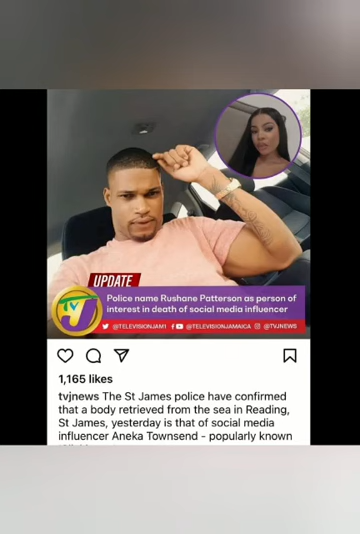 UPDATE
TVJ
Police name Rushane Patterson as person of
interest in death of social media influencer
@TELEVISIONJAM1 @TELEVISIONJAMAICA @TVJNEWS
1,165 likes
tvjnews The St James police have confirmed
that a body retrieved from the sea in Reading,
St James, yesterday is that of social media
influencer Aneka Townsend - popularly known